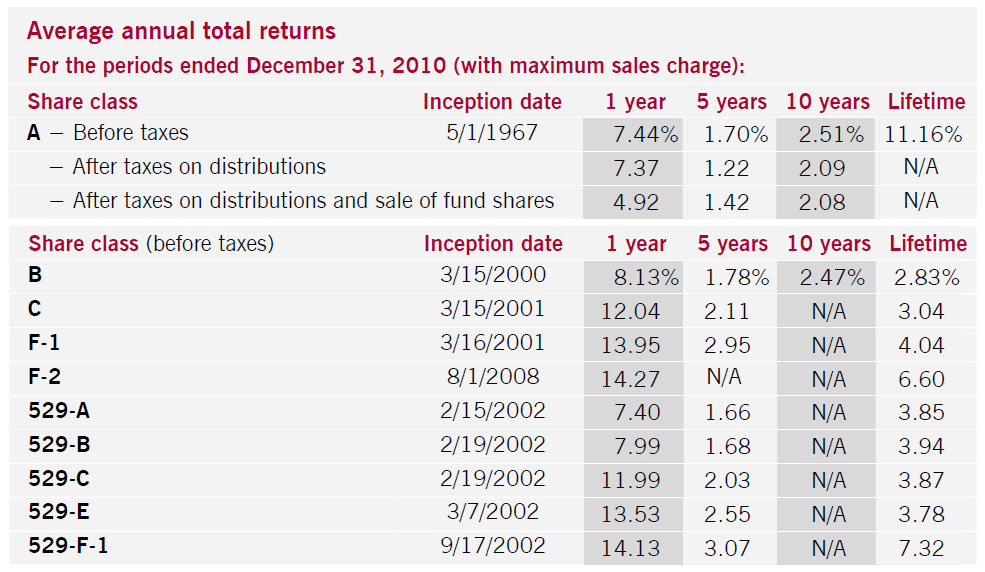 Average annual total returns
For the periods ended December 31, 2010 (with maximum sales charge):
Share class Inception date 1 year 5 years 10 years Lifetime
A – Before taxes 5/1/1967 7.44% 1.70% 2.51% 11.16%
– After taxes on distributions 7.37 1.22 2.09 N/A
– After taxes on distributions and sale of fund shares 4.92 1.42 2.08 N/A
Share class (before taxes) Inception date 1 year 5 years 10 years Lifetime
B 3/15/2000 8.13% 1.78% 2.47% 2.83%
C 3/15/2001 12.04 2.11 N/A 3.04
F-1 3/16/2001 13.95 2.95 N/A 4.04
F-2 8/1/2008 14.27 N/A N/A 6.60
529-A 2/15/2002 7.40 1.66 N/A 3.85
529-B 2/19/2002 7.99 1.68 N/A 3.94
529-C 2/19/2002 11.99 2.03 N/A 3.87
529-E 3/7/2002 13.53 2.55 N/A 3.78
529-F-1 9/17/2002 14.13 3.07 N/A 7.32